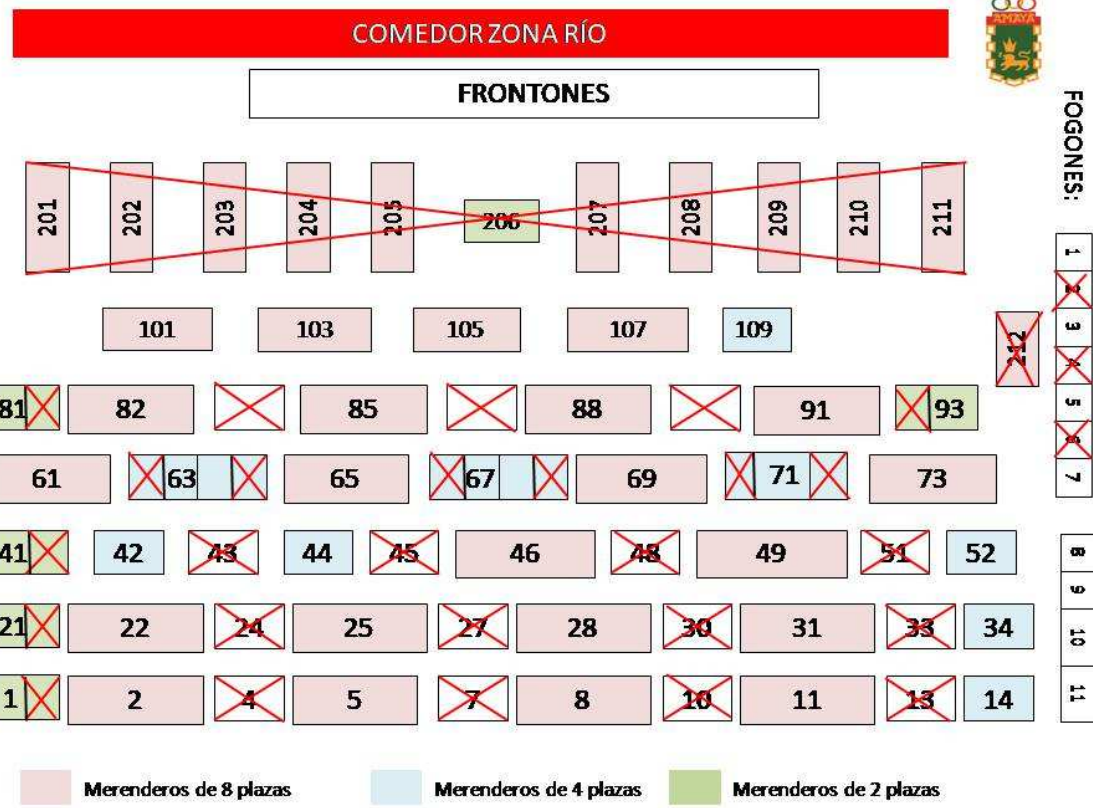 COMEDOR ZONA RÍO
AMAYA
FRONTONES
FOGONES:
201 202 203 204 205 206 207 208 209 210 211
1
2
3
4
5
6
7
101 103 105 107 109
212
81 82 85 88 91 93
61 63 65 67 69 71 73
41 42 43 44 45 46 48 49 51 52
8
9
10
11
21 22 24 25 27 28 30 31 33 34
1 2 4 5 7 8 10 11 13 14
Merenderos de 8 plazas Merenderos de 4 plazas Merenderos de 2 plazas